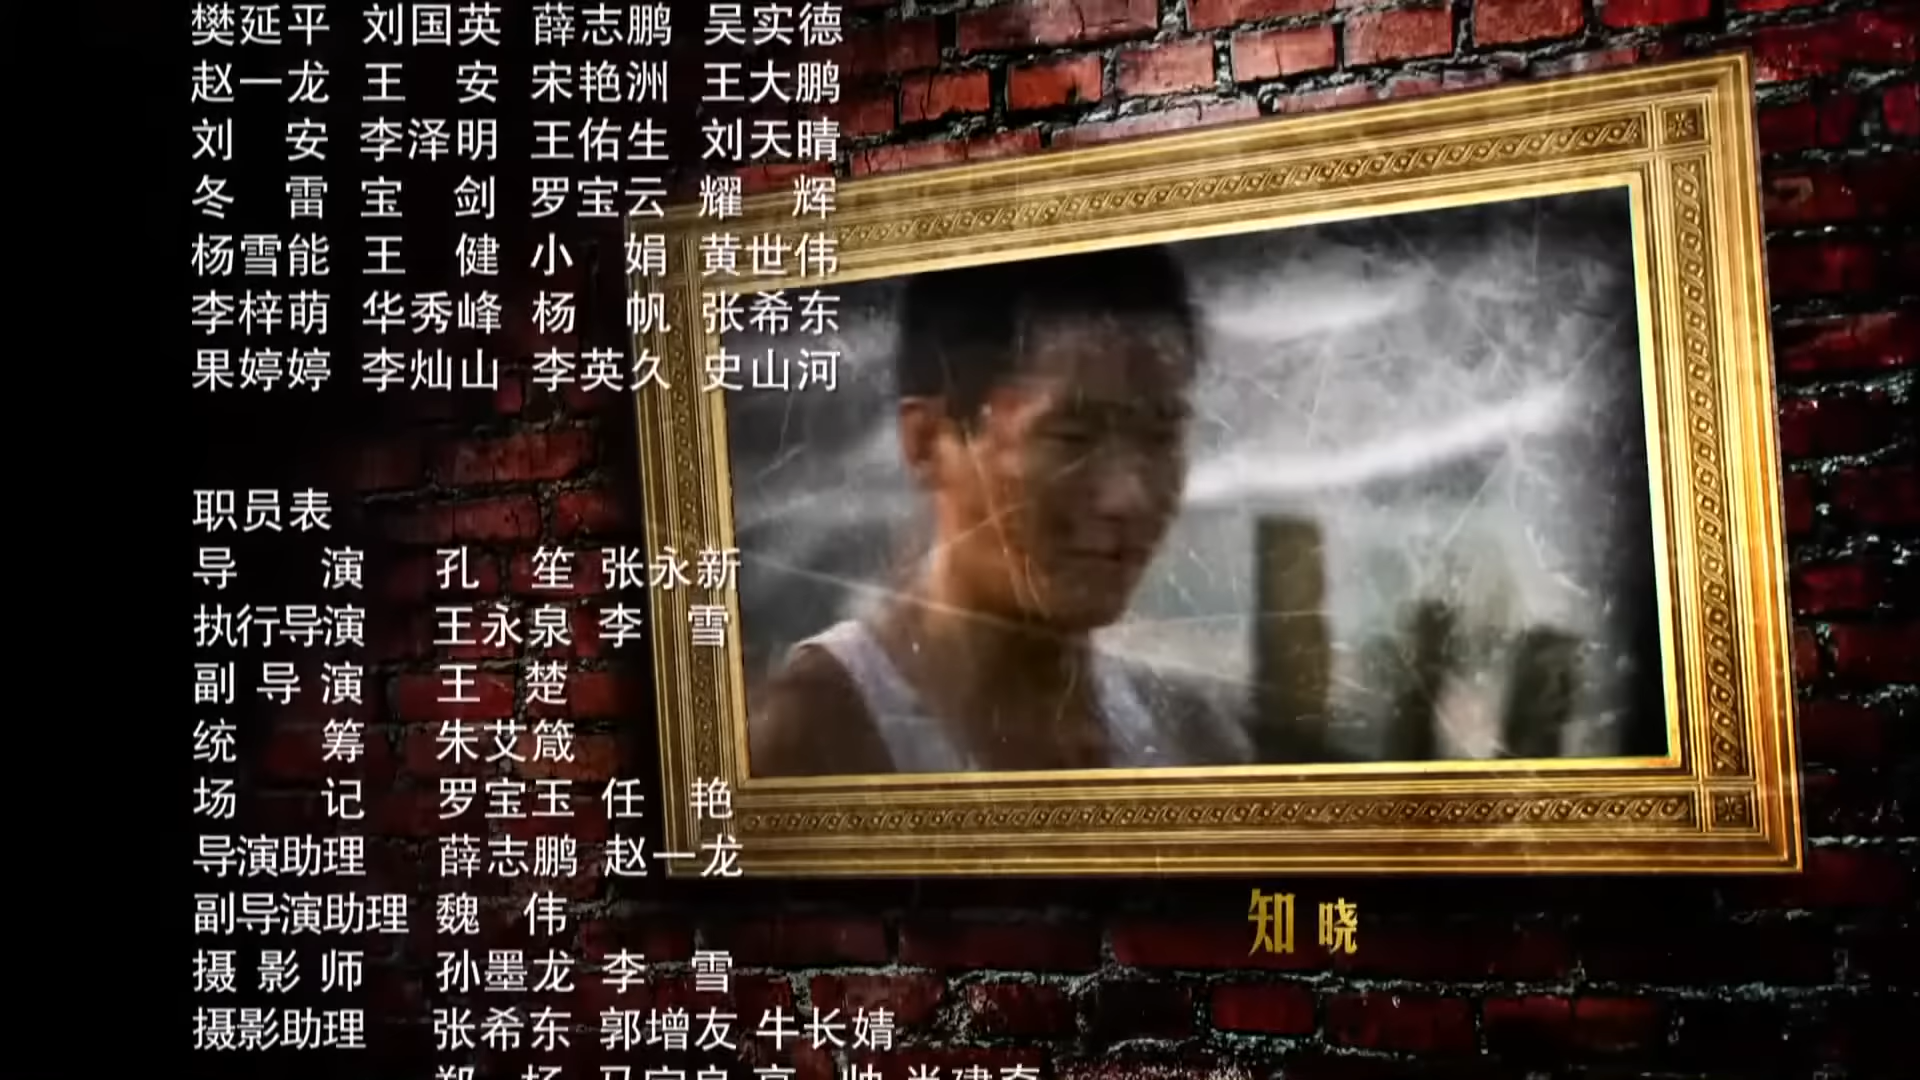 樊延平 刘国英 薛志鹏 吴实德
赵一龙 王安 宋艳洲 王大鹏
刘安 李泽明 王佑生 刘天晴
冬雷 宝剑 罗宝云 耀辉
杨雪能 王健 小娟 黄世伟
李梓萌 华秀峰 杨帆 张希东
果婷婷 李灿山 李英久 史山河
职员表
导演 孔笙 张永新
执行导演 王永泉 李雪
副导演 王楚
统筹 朱艾箴
场记 罗宝玉 任艳
导演助理 薛志鹏 赵一龙
副导演助理 魏伟
摄影师 孙墨龙 李雪
摄影助理 张希东 郭增友 牛长婧
知晓